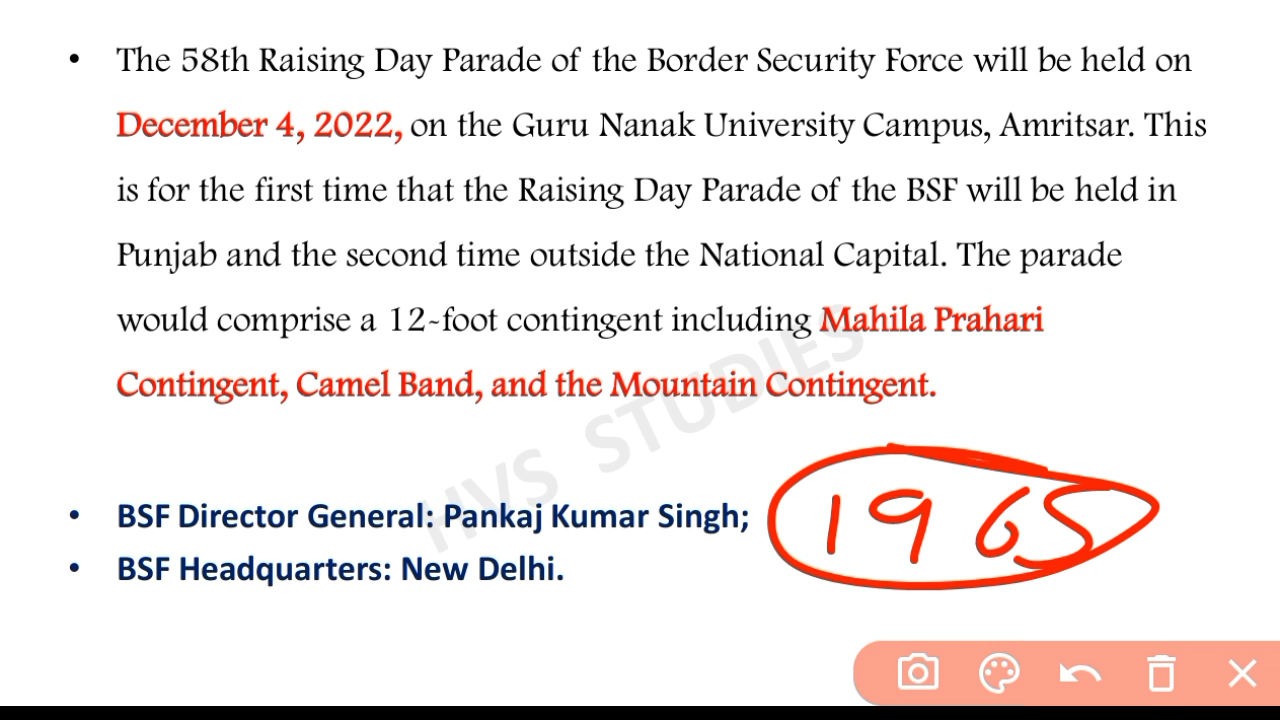 • The 58th Raising Day Parade of the Border Security Force will be held on
December 4, 2022, on the Guru Nanak University Campus, Amritsar. This
is for the first time that the Raising Day Parade of the BSF will be held in
Punjab and the second time outside the National Capital. The parade
would comprise a 12-foot contingent including Mahila Prahari
Contingent, Camel Band, and the Mountain Contingent.
HVS STUDIES
• BSF Director General: Pankaj Kumar Singh;
1965
• BSF Headquarters: New Delhi.